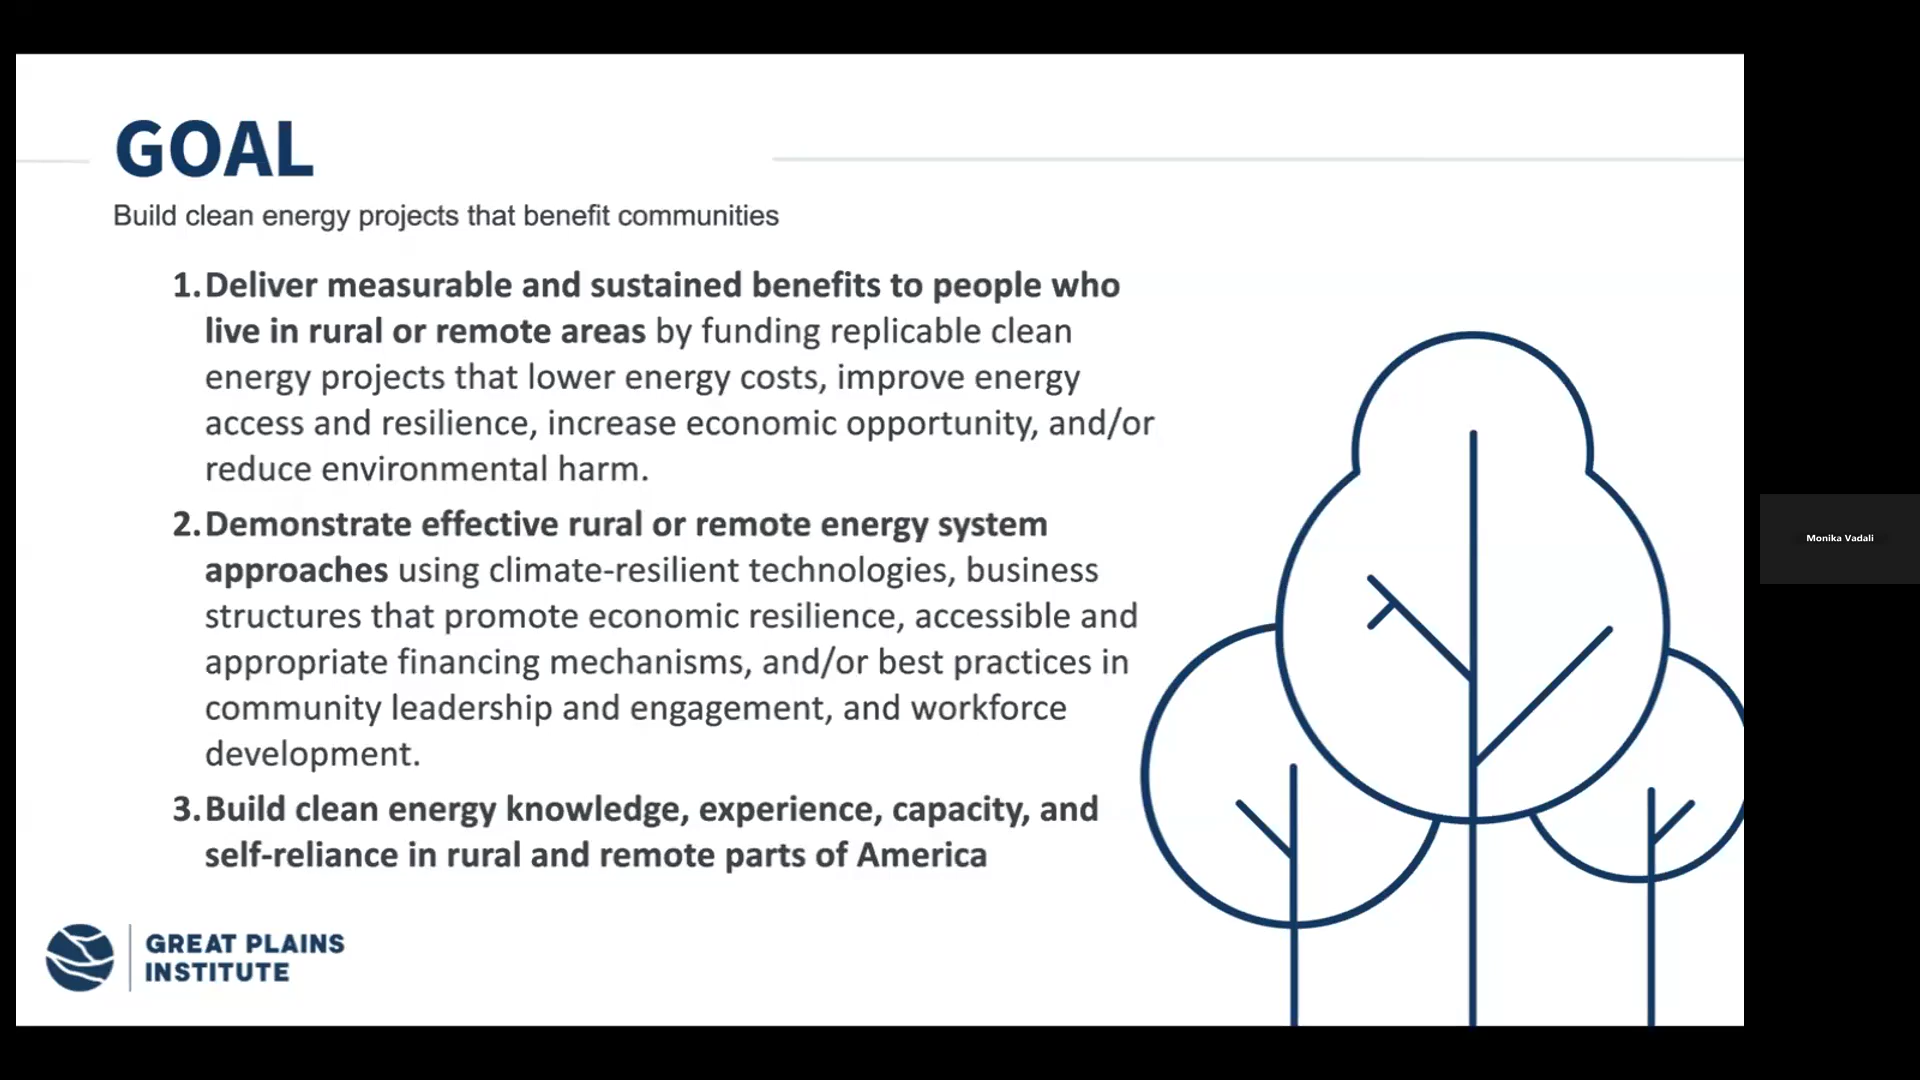 GOAL
Build clean energy projects that benefit communities
1. Deliver measurable and sustained benefits to people who
live in rural or remote areas by funding replicable clean
energy projects that lower energy costs, improve energy
access and resilience, increase economic opportunity, and/or
reduce environmental harm.
2. Demonstrate effective rural or remote energy system
approaches using climate-resilient technologies, business
structures that promote economic resilience, accessible and
appropriate financing mechanisms, and/or best practices in
community leadership and engagement, and workforce
development.
3. Build clean energy knowledge, experience, capacity, and
self-reliance in rural and remote parts of America
GREAT PLAINS
INSTITUTE
Monika Vadali